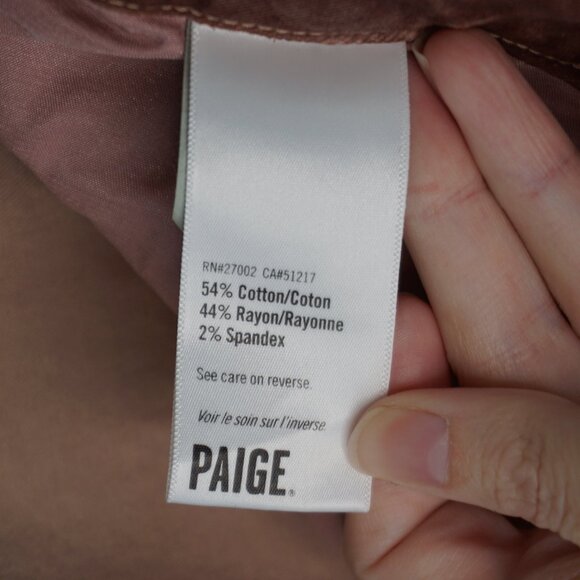 RN#27002 CA#51217
54% Cotton/Coton
44% Rayon/Rayonne
2% Spandex
See care on reverse.
Voir le soin sur l'inverse.
PAIGE®